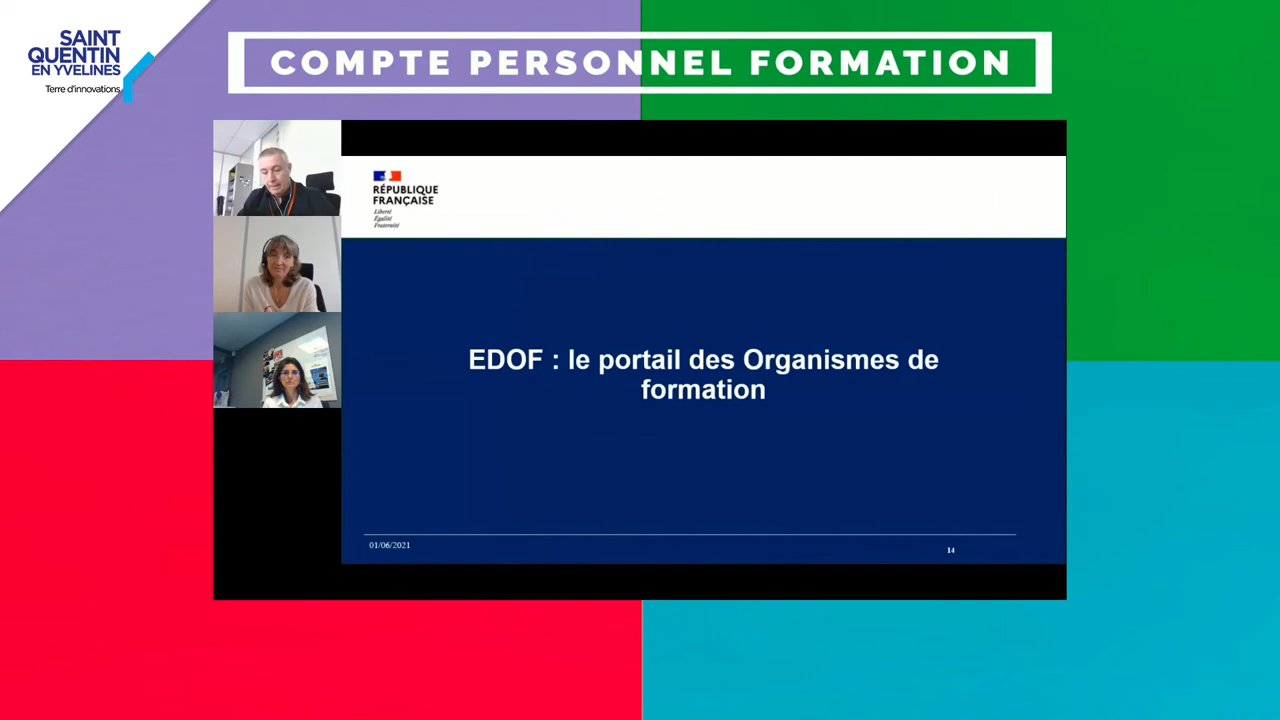 SAINT
QUENTIN
EN YVELINES
Terre d'innovations
COMPTE PERSONNEL FORMATION
RÉPUBLIQUE
FRANÇAISE
Liberté
Égalité
Fraternité
EDOF : le portail des Organismes de
formation
01/06/2021
14